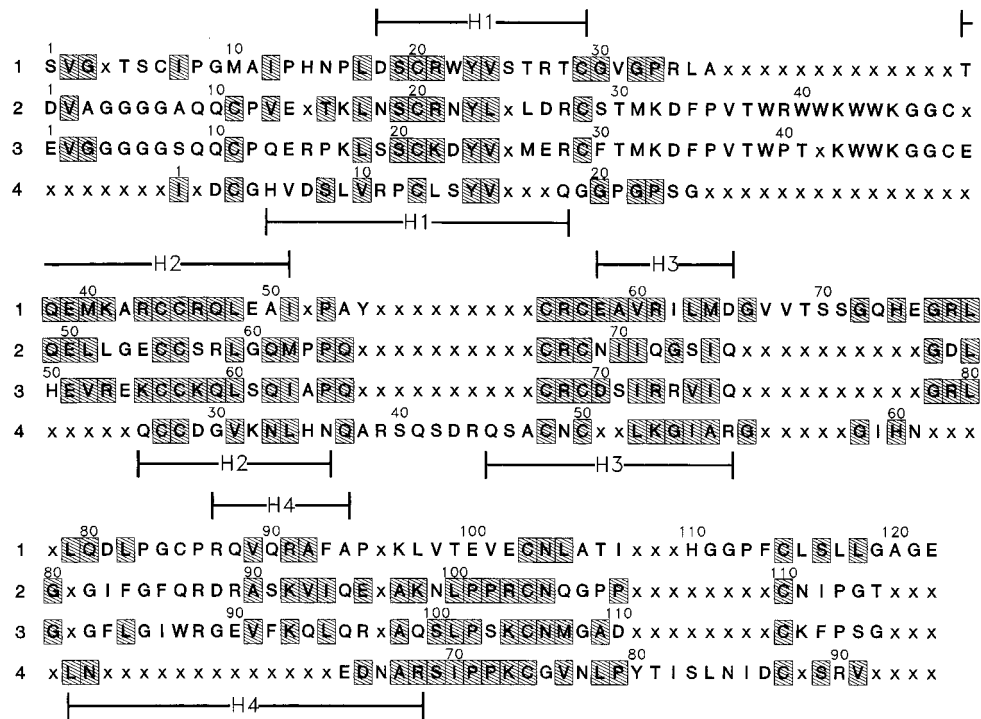 H1
1 10 20 30
1 S V G x T S C I P G M A I P H N P L D S C R W Y V S T R T C G V G P R L A x x x x x x x x x x x x x T
1 10 20 30 40
2 D V A G G G G A Q Q C P V E x T K L N S C R N Y L x L D R C S T M K D F P V T W R W W K W W K G G C x
1 10 20 30 40
3 E V G G G G G S Q Q C P Q E R P K L S S C K D Y V x M E R C F T M K D F P V T W P T x K W W K G G C E
1 10 20
4 x x x x x x x I x D C G H V D S L V R P C L S Y V x x x Q G G P G P S G x x x x x x x x x x x x x x x
H1
H2 H3
40 50 60 70
1 Q E M K A R C C R Q L E A I x P A Y x x x x x x x x x C R C E A V R I L M D G V V T S S G Q H E G R L
50 60 70
2 Q E L L G E C C S R L G Q M P P Q x x x x x x x x x x C R C N I I Q G S I Q x x x x x x x x x x G D L
50 60 70 80
3 H E V R E K C C K Q L S Q I A P Q x x x x x x x x x x C R C D S I R R V I Q x x x x x x x x x x G R L
30 40 50 60
4 x x x x x Q C C D G V K N L H N Q A R S Q S D R Q S A C N C x x L K G I A R G x x x x x G I H N x x x
H2 H3
H4
80 90 100 110 120
1 x L Q D L P G C P R Q V Q R A F A P x K L V T E V E C N L A T I x x x H G G P F C L S L L G A G E
80 90 100 110
2 G x G I F G F Q R D R A S K V I Q E x A K N L P P R C N Q G P P x x x x x x x x C N I P G T x x x
90 100 110
3 G x G F L G I W R G E V F K Q L Q R x A Q S L P S K C N M G A D x x x x x x x x C K F P S G x x x
70 80 90
4 x L N x x x x x x x x x x x x x E D N A R S I P P K C G V N L P Y T I S L N I D C x S R V x x x x
H4